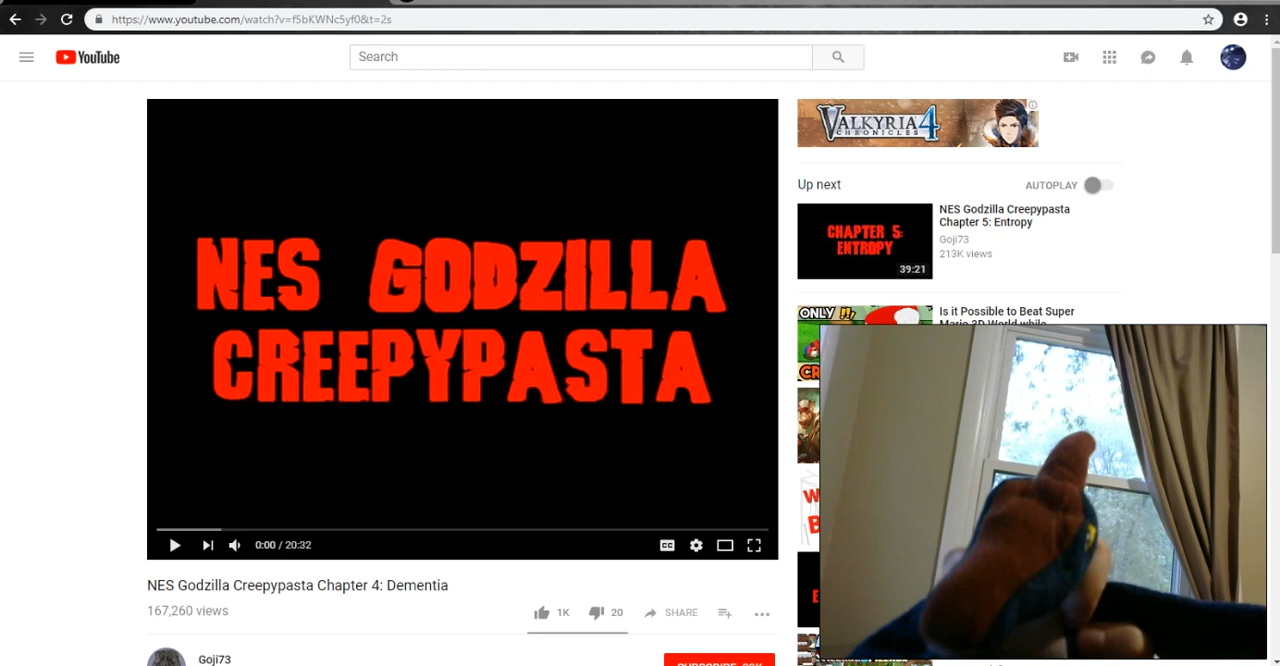 https://www.youtube.com/watch?v=f5bKWNc5yf0&t=2s
YouTube
Search
NES GODZILLA
CREEPYPASTA
0:00 / 20:32
CC
NES Godzilla Creepypasta Chapter 4: Dementia
167,260 views
1K
20
SHARE
Goji73
VALKYRIA
CHRONICLES
4
Up next
AUTOPLAY
CHAPTER 5:
ENTROPY
39:21
NES Godzilla Creepypasta
Chapter 5: Entropy
Goji73
213K views
ONLY !!
Is it Possible to Beat Super
Mario 3D World while